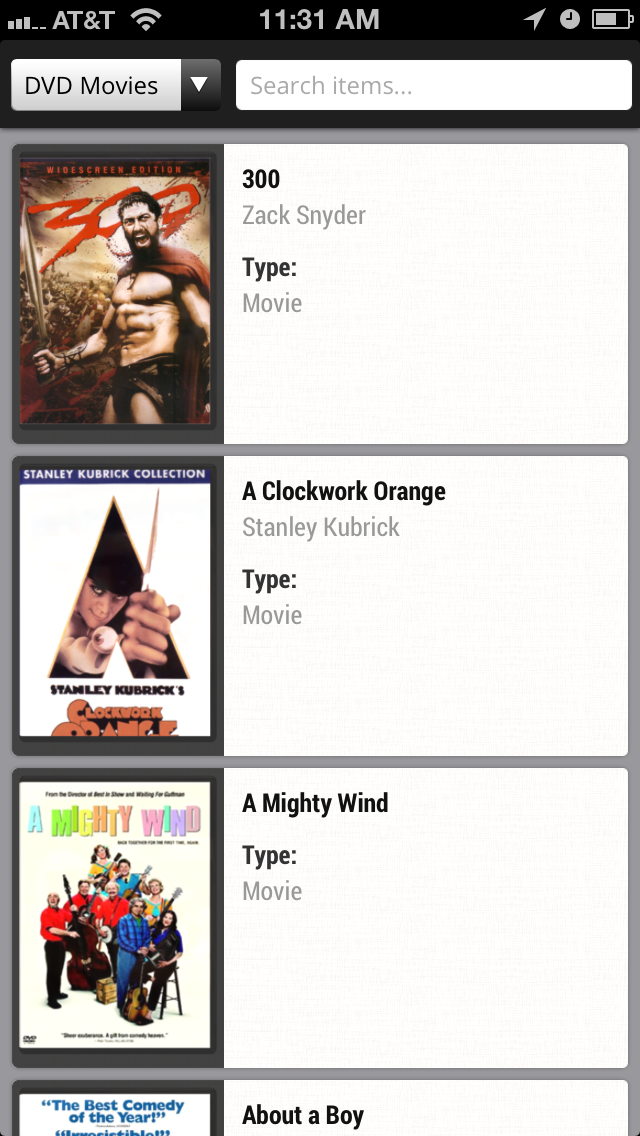 AT&T 11:31 AM
DVD Movies Search items...
WIDESCREEN EDITION
300
300
Zack Snyder
Type:
Movie
STANLEY KUBRICK COLLECTION
STANLEY KUBRICK'S
CLOCKWORK
ORANGE
A Clockwork Orange
Stanley Kubrick
Type:
Movie
From the Director of Best in Show and Waiting For Guffman
A MIGHTY WIND
BACK TOGETHER FOR THE FIRST TIME, AGAIN.
"Sheer exuberance. A gift from comedy heaven."
DVD
A Mighty Wind
Type:
Movie
"The Best Comedy
of the Year!"
"Irresistible!"
About a Boy